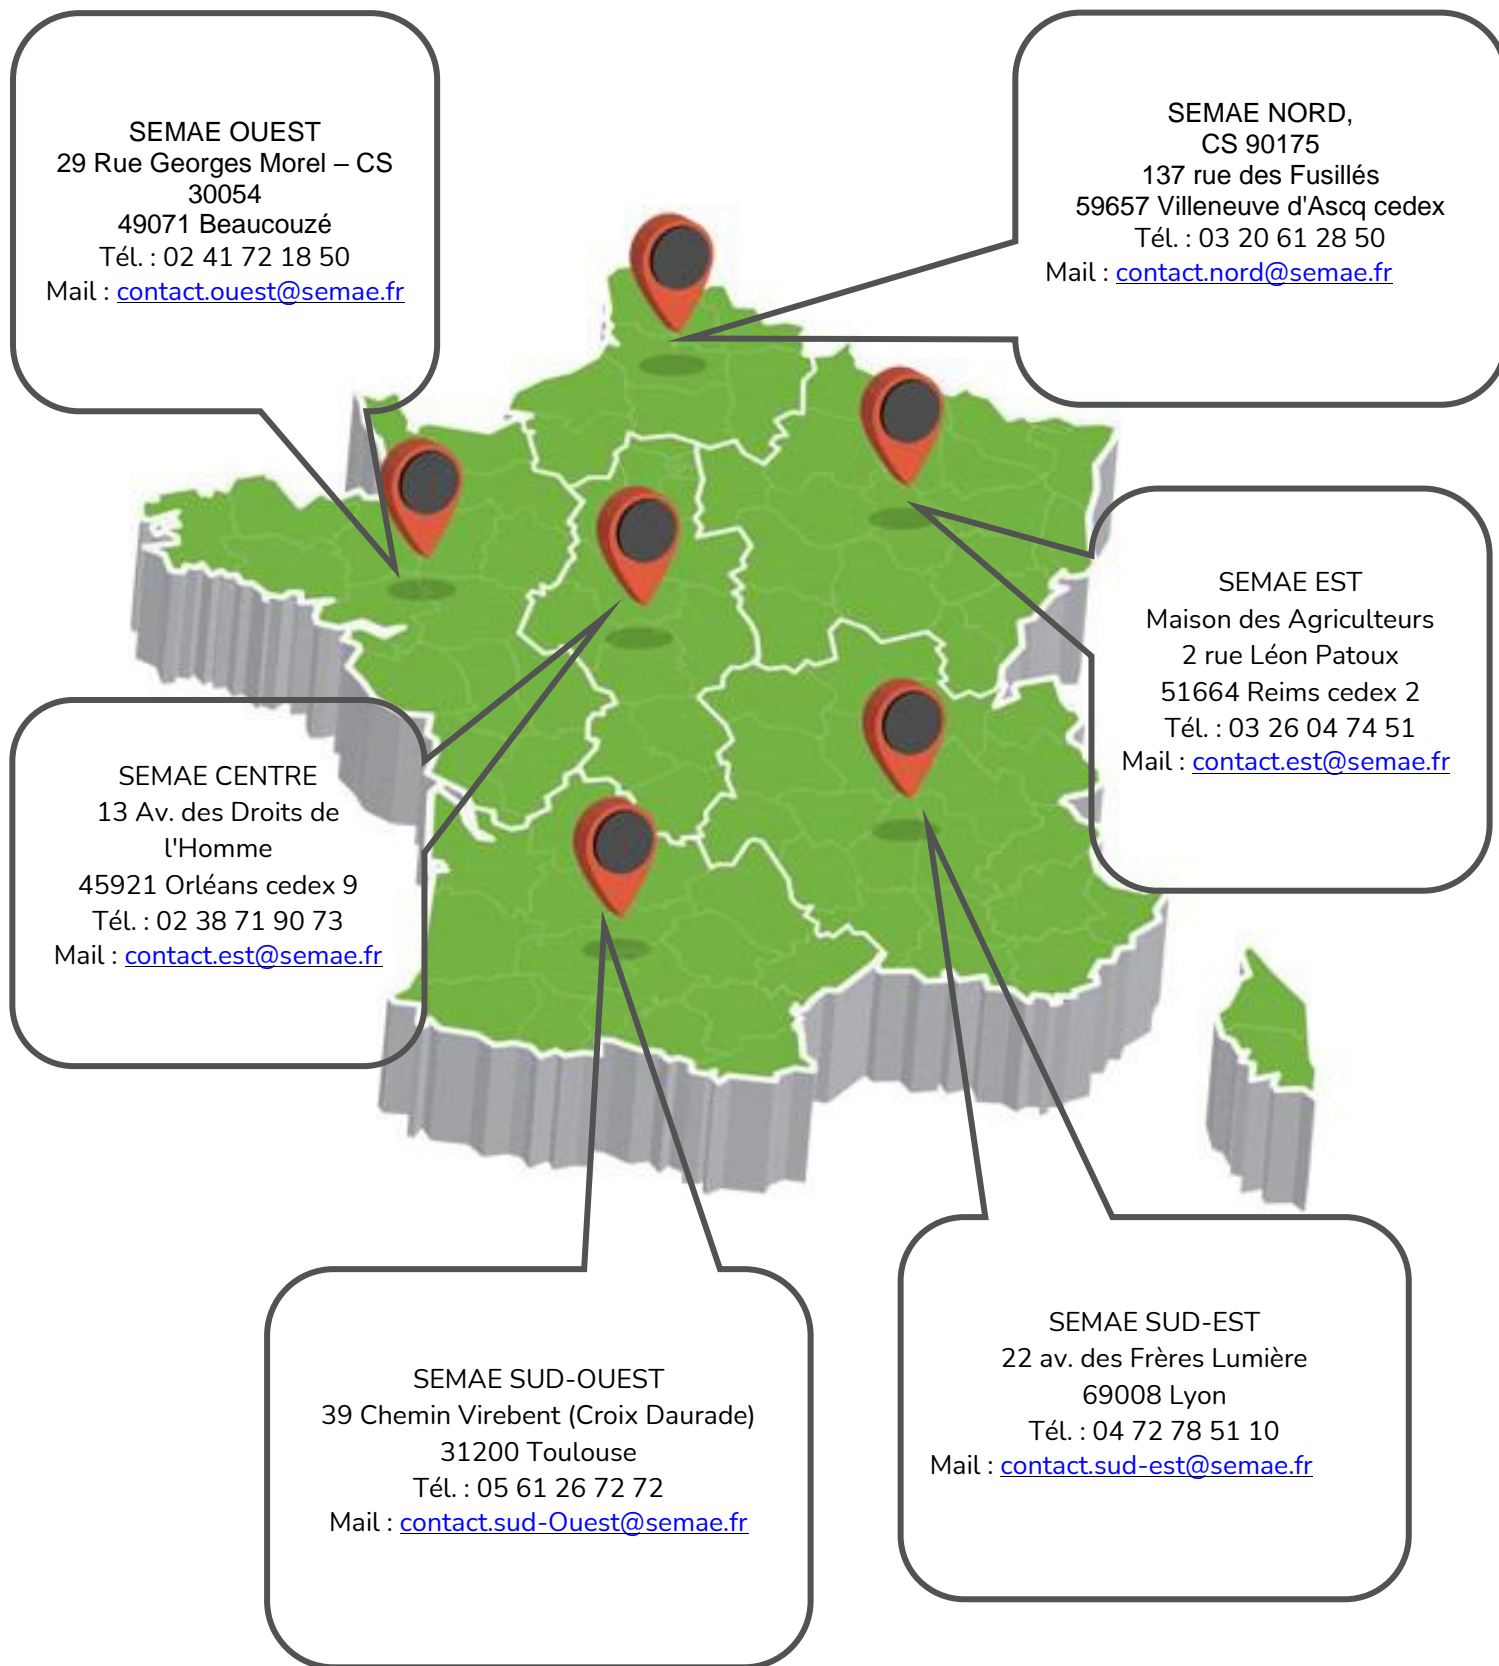 SEMAE OUEST
29 Rue Georges Morel – CS
30054
49071 Beaucouzé
Tél. : 02 41 72 18 50
Mail : contact.ouest@semae.fr
SEMAE NORD,
CS 90175
137 rue des Fusillés
59657 Villeneuve d'Ascq cedex
Tél. : 03 20 61 28 50
Mail : contact.nord@semae.fr
SEMAE EST
Maison des Agriculteurs
2 rue Léon Patoux
51664 Reims cedex 2
Tél. : 03 26 04 74 51
Mail : contact.est@semae.fr
SEMAE CENTRE
13 Av. des Droits de
l'Homme
45921 Orléans cedex 9
Tél. : 02 38 71 90 73
Mail : contact.est@semae.fr
SEMAE SUD-OUEST
39 Chemin Virebent (Croix Daurade)
31200 Toulouse
Tél. : 05 61 26 72 72
Mail : contact.sud-Ouest@semae.fr
SEMAE SUD-EST
22 av. des Frères Lumière
69008 Lyon
Tél. : 04 72 78 51 10
Mail : contact.sud-est@semae.fr